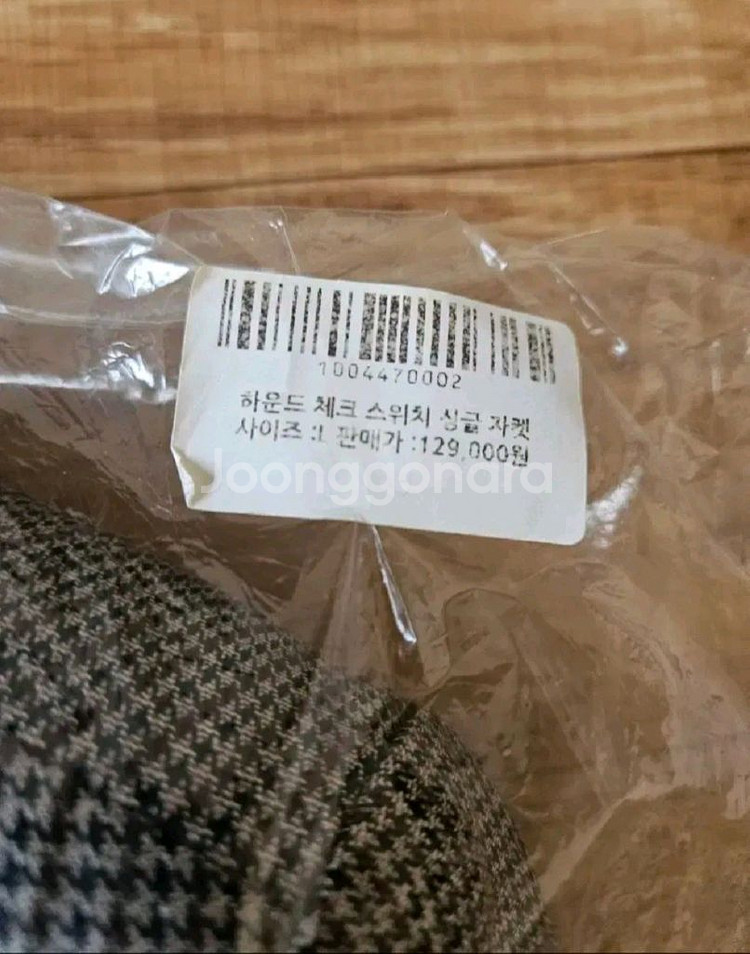 1004470002
하운드 체크 스위치 싱글 자켓
사이즈 :L 판매가 :129,000원
Joonggonara